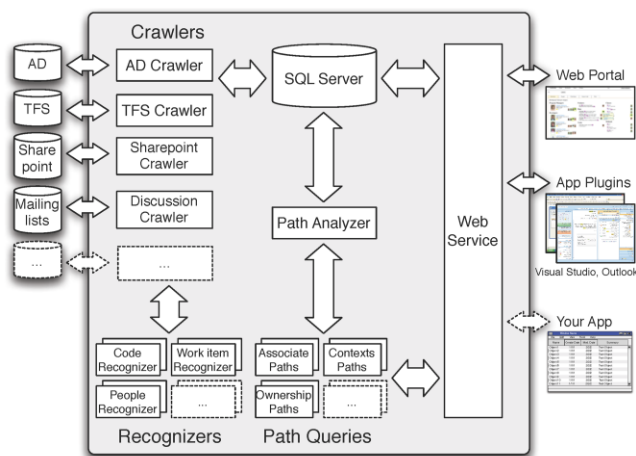 Crawlers
AD
AD Crawler
TFS
TFS Crawler
Share
point
Sharepoint
Crawler
Mailing
lists
Discussion
Crawler
...
...
SQL Server
Path Analyzer
Web
Service
Web Portal
App Plugins
Visual Studio, Outlook
Your App
Code
Recognizer
Work item
Recognizer
People
Recognizer
...
Associate
Paths
Contexts
Paths
Ownership
Paths
...
Recognizers
Path Queries